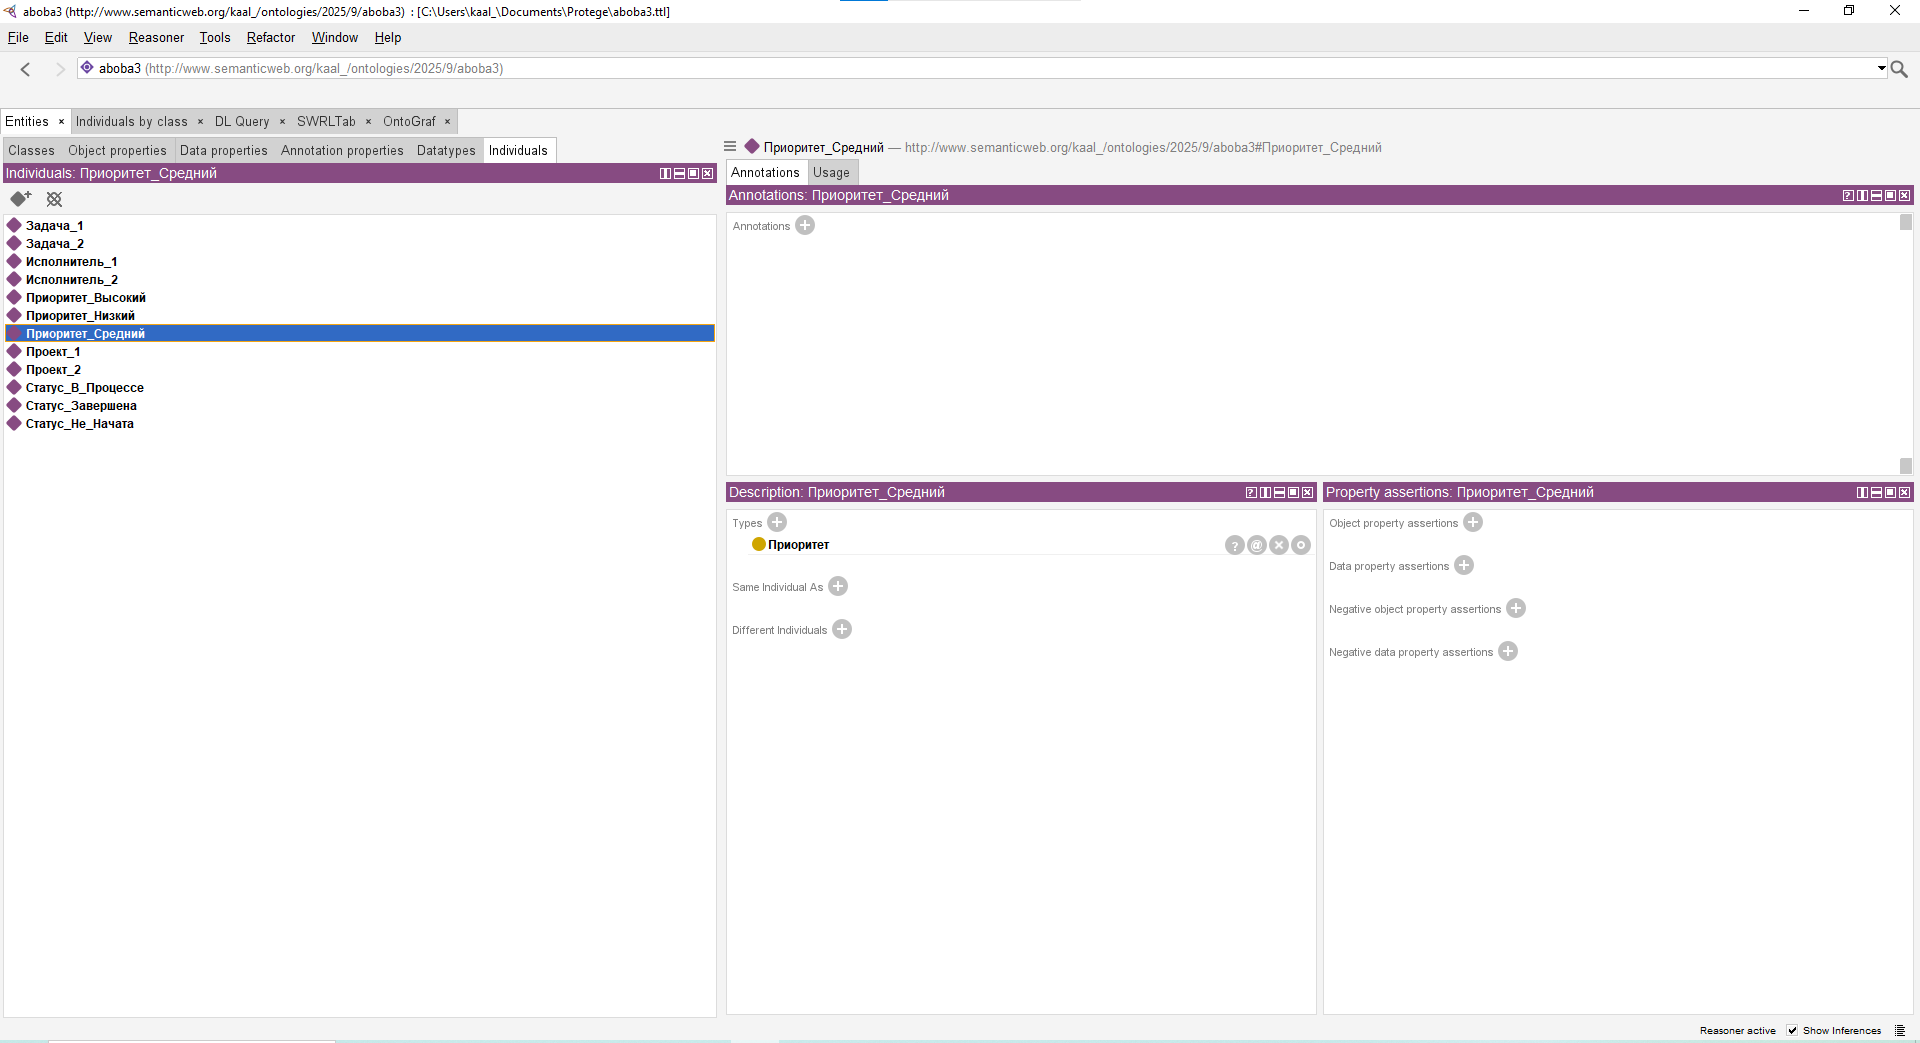 aboba3 (http://www.semanticweb.org/kaal_/ontologies/2025/9/aboba3) : [C:\Users\kaal_\Documents\Protege\aboba3.ttl]
File Edit View Reasoner Tools Refactor Window Help
aboba3 (http://www.semanticweb.org/kaal_/ontologies/2025/9/aboba3)
Entities × Individuals by class × DL Query × SWRLTab × OntoGraf ×
Classes Object properties Data properties Annotation properties Datatypes Individuals
Individuals: Приоритет_Средний
Задача_1
Задача_2
Исполнитель_1
Исполнитель_2
Приоритет_Высокий
Приоритет_Низкий
Приоритет_Средний
Проект_1
Проект_2
Статус_В_Процессе
Статус_Завершена
Статус_Не_Начата
Приоритет_Средний — http://www.semanticweb.org/kaal_/ontologies/2025/9/aboba3#Приоритет_Средний
Annotations Usage
Annotations: Приоритет_Средний
Annotations
Description: Приоритет_Средний
Types
Приоритет
Same Individual As
Different Individuals
Property assertions: Приоритет_Средний
Object property assertions
Data property assertions
Negative object property assertions
Negative data property assertions
Reasoner active Show Inferences